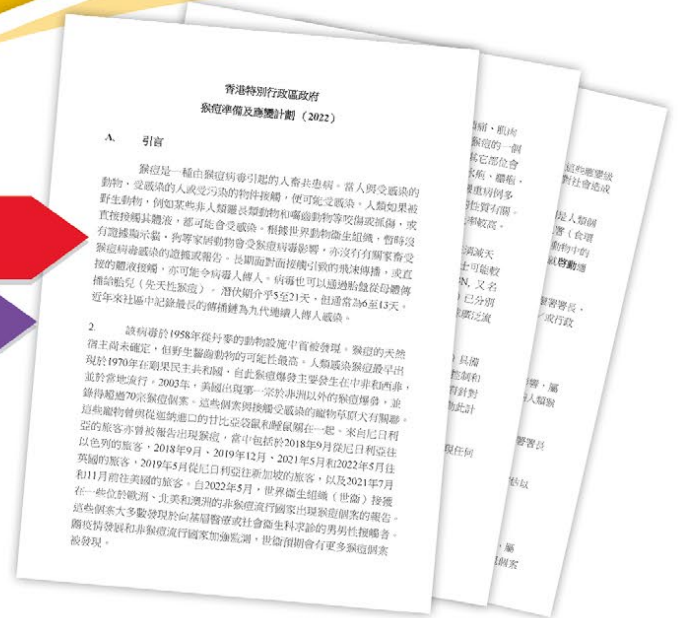 香港特別行政區政府
猴痘準備及應變計劃（2022）
A. 引言
猴痘是一種由猴痘病毒引起的人畜共患病。當人與受感染的
動物、受感染的人或受污染的物件接觸，便可能受感染。人類如果被
野生動物，例如某些非人類靈長類動物和嚙齒動物等咬傷或抓傷，或
直接接觸其體液，都可能會受感染。根據世界動物衞生組織，暫時沒
有證據顯示貓、狗等家居動物會受猴痘病毒影響，亦沒有有關家畜受
猴痘病毒感染的證據或報告。長期面對面接觸引致的飛沫傳播，或直
接的體液接觸，亦可能令病毒人傳人。病毒也可以通過胎盤從母體傳
播給胎兒（先天性猴痘）。潛伏期介乎5至21天，但通常為6至13天。
近年來社區中記錄最長的傳播鏈為九代連續人傳人感染。
2. 該病毒於1958年從丹麥的動物設施中首被發現。猴痘的天然
宿主尚未確定，但野生齧齒動物的可能性最高。人類感染猴痘最早出
現於1970年在剛果民主共和國，自此猴痘爆發主要發生在中非和西非，
並於當地流行。2003年，美國出現第一宗於非洲以外的猴痘爆發，並
錄得超過70宗猴痘個案。這些個案與接觸受感染的寵物草原犬有關聯。
這些寵物曾與從迦納進口的甘比亞袋鼠和睡鼠關在一起。來自尼日利
亞的旅客亦曾被報告出現猴痘，當中包括於2018年9月從尼日利亞往
以色列的旅客，2018年9月、2019年12月、2021年5月和2022年5月往
英國的旅客，2019年5月從尼日利亞往新加坡的旅客，以及2021年7月
和11月前往美國的旅客。自2022年5月，世界衞生組織（世衞）接獲
在一些位於歐洲、北美和澳洲的非猴痘流行國家出現猴痘個案的報告。
這些個案大多數發現於向基層醫療或社會衞生科求診的男男性接觸者。
隨疫情發展和非猴痘流行國家加強監測，世衞預期會有更多猴痘個案
被發現。